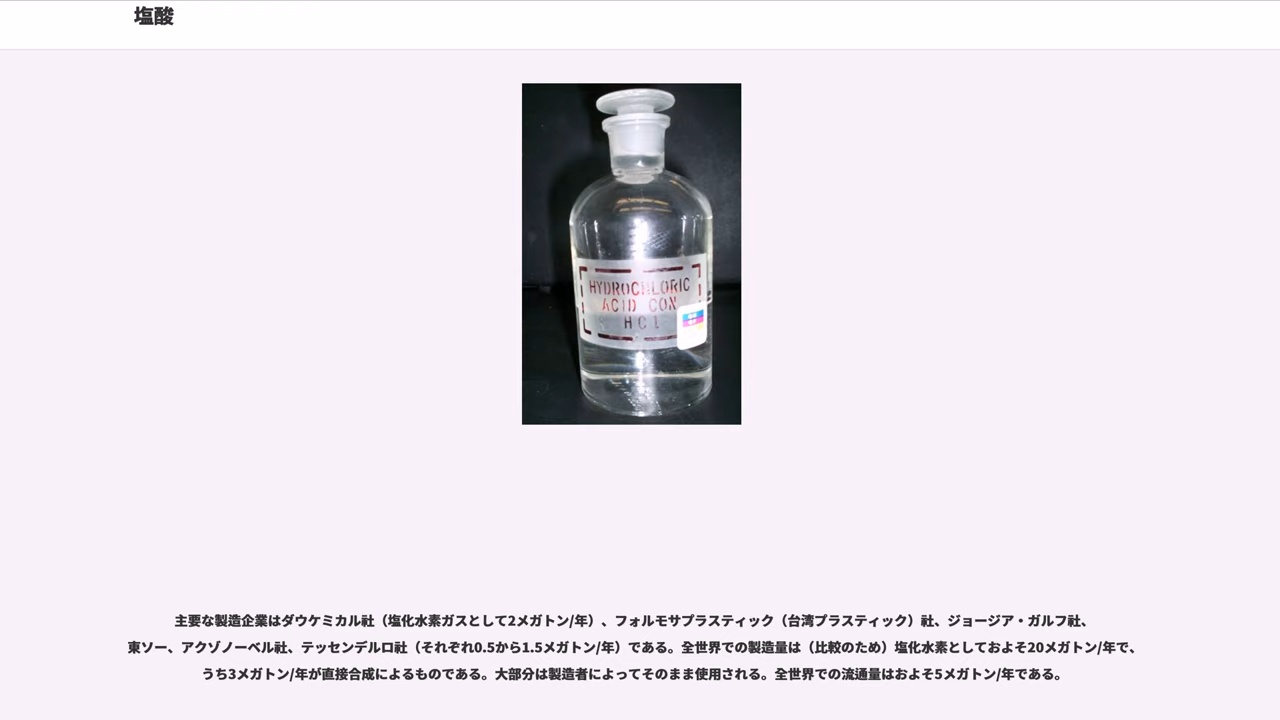 塩酸
HYDROCHLORIC
ACID CON
HCl
主要な製造企業はダウケミカル社（塩化水素ガスとして2メガトン/年）、フォルモサプラスティック（台湾プラスティック）社、ジョージア・ガルフ社、
東ソー、アクゾノーベル社、テッセンデルロ社（それぞれ0.5から1.5メガトン/年）である。全世界での製造量は（比較のため）塩化水素としておよそ20メガトン/年で、
うち3メガトン/年が直接合成によるものである。大部分は製造者によってそのまま使用される。全世界での流通量はおよそ5メガトン/年である。